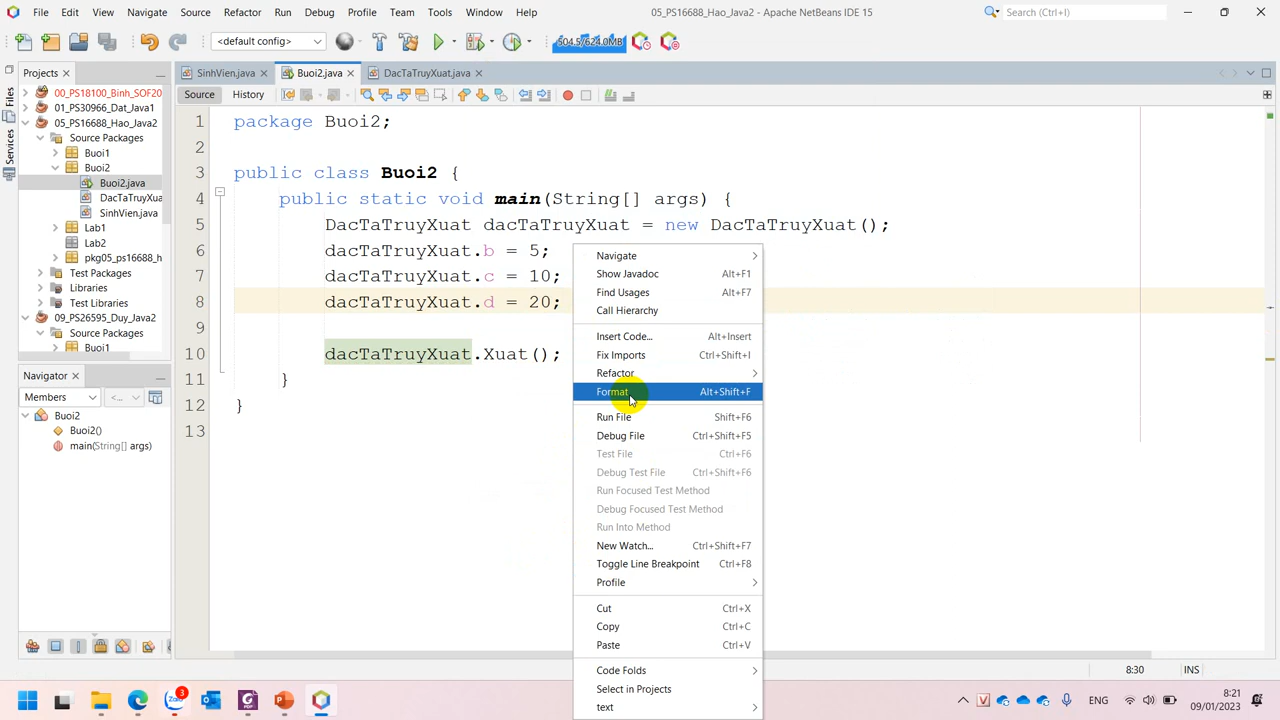 File Edit View Navigate Source Refactor Run Debug Profile Team Tools Window Help
05_PS16688_Hao_Java2 - Apache NetBeans IDE 15
Search (Ctrl+I)
<default config>
504.5/624.0MB
Projects
SinhVien.java
Buoi2.java
DacTaTruyXuat.java
Files
Services
Source History
00_PS18100_Binh_SOF20
01_PS30966_Dat_Java1
05_PS16688_Hao_Java2
Source Packages
Buoi1
Buoi2
Buoi2.java
DacTaTruyXua
SinhVien.java
Lab1
Lab2
pkg05_ps16688_h
Test Packages
Libraries
Test Libraries
09_PS26595_Duy_Java2
Source Packages
Buoi1
Navigator
Members
<...>
Buoi2
Buoi2()
main(String[] args)
1 package Buoi2;
2
3 public class Buoi2 {
4 public static void main(String[] args) {
5 DacTaTruyXuat dacTaTruyXuat = new DacTaTruyXuat();
6 dacTaTruyXuat.b = 5;
7 dacTaTruyXuat.c = 10;
8 dacTaTruyXuat.d = 20;
9
10 dacTaTruyXuat.Xuat();
11 }
12 }
13
Navigate
Show Javadoc Alt+F1
Find Usages Alt+F7
Call Hierarchy
Insert Code... Alt+Insert
Fix Imports Ctrl+Shift+I
Refactor
Format Alt+Shift+F
Run File Shift+F6
Debug File Ctrl+Shift+F5
Test File Ctrl+F6
Debug Test File Ctrl+Shift+F6
Run Focused Test Method
Debug Focused Test Method
Run Into Method
New Watch... Ctrl+Shift+F7
Toggle Line Breakpoint Ctrl+F8
Profile
Cut Ctrl+X
Copy Ctrl+C
Paste Ctrl+V
Code Folds
Select in Projects
text
8:30 INS
Zalo
3
ENG
8:21
09/01/2023